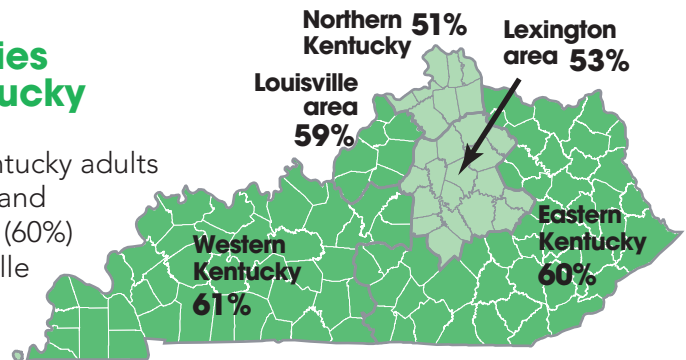 ies
ucky
ntucky adults
and
(60%)
lle
Northern
Kentucky 51%
Lexington
area 53%
Louisville
area
59%
Western
Kentucky
61%
Eastern
Kentucky
60%